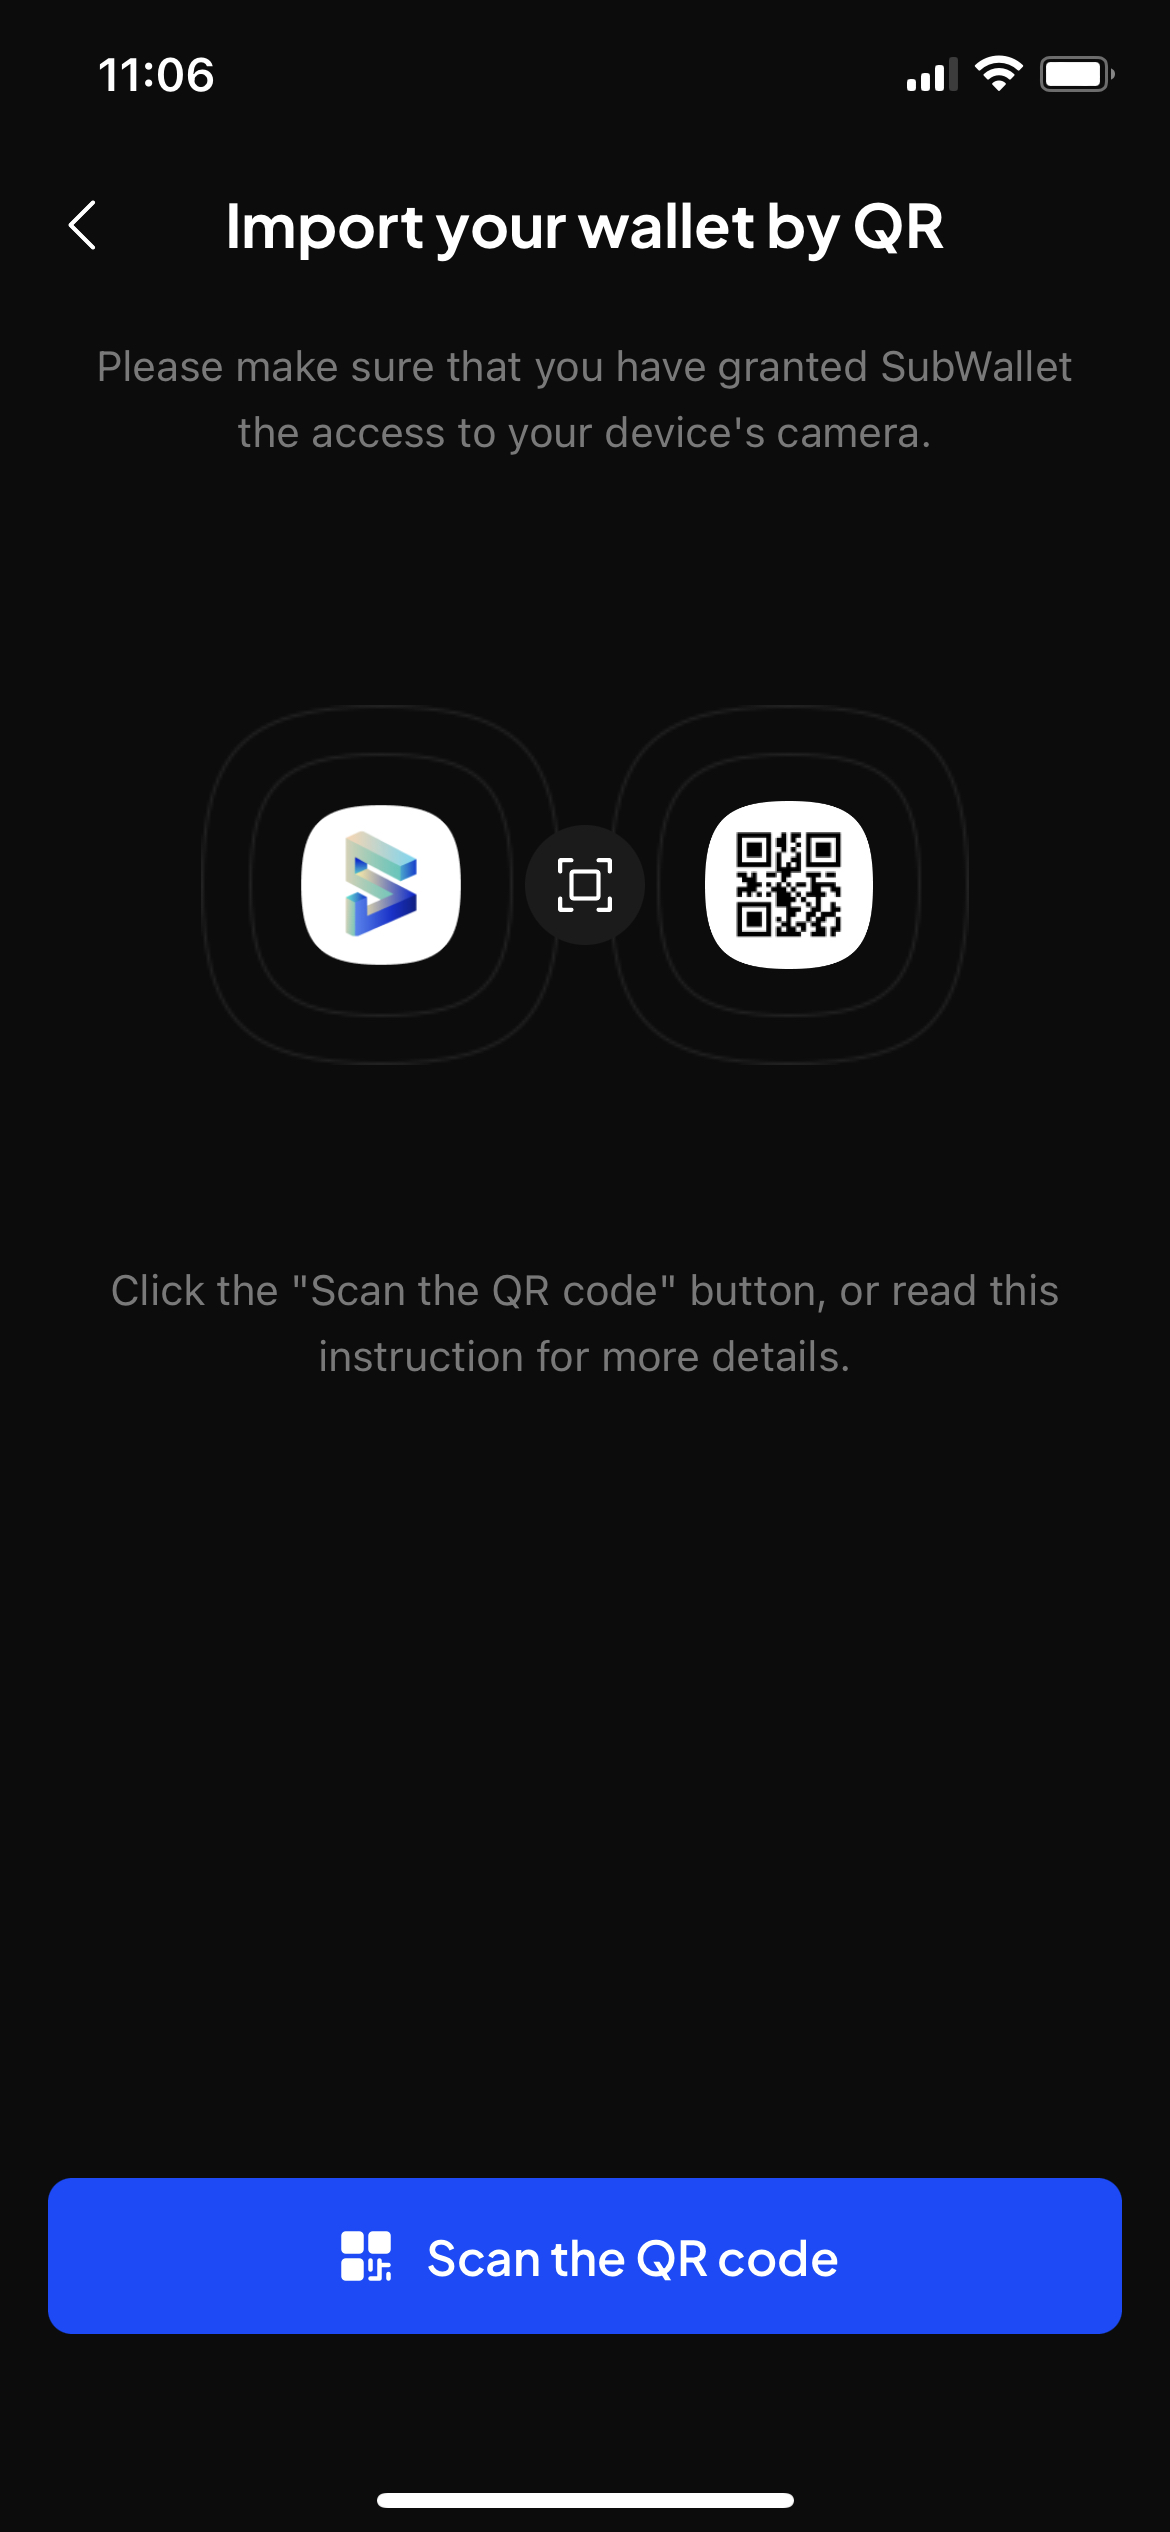 11:06
Import your wallet by QR
Please make sure that you have granted SubWallet
the access to your device's camera.
Click the "Scan the QR code" button, or read this
instruction for more details.
Scan the QR code